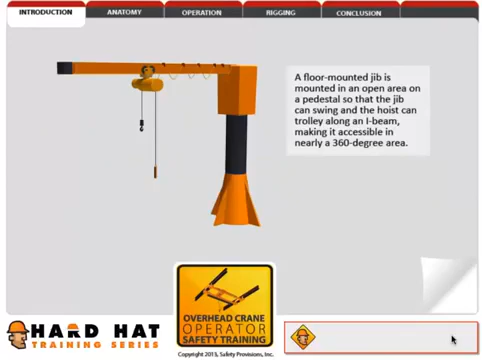 INTRODUCTION
ANATOMY
OPERATION
RIGGING
CONCLUSION
A floor-mounted jib is
mounted in an open area on
a pedestal so that the jib
can swing and the hoist can
trolley along an I-beam,
making it accessible in
nearly a 360-degree area.
OVERHEAD CRANE
OPERATOR
SAFETY TRAINING
HARD HAT
TRAINING SERIES
Copyright 2013, Safety Provisions, Inc.